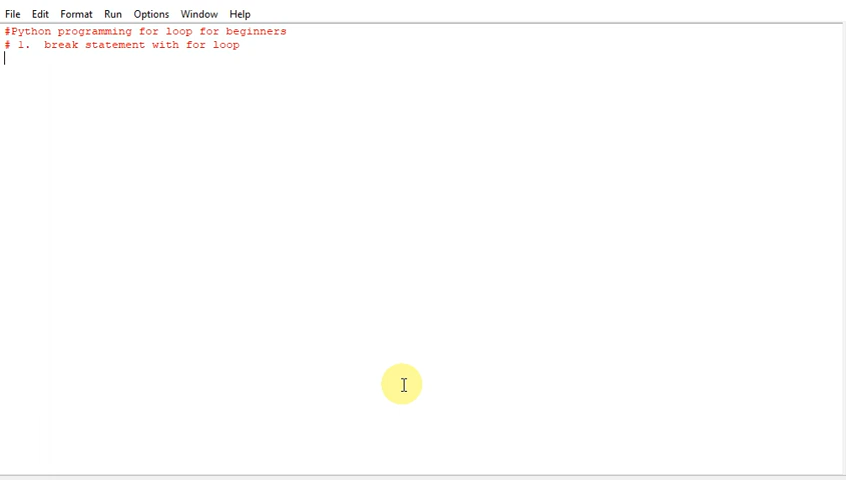 File Edit Format Run Options Window Help
#Python programming for loop for beginners
# 1.  break statement with for loop